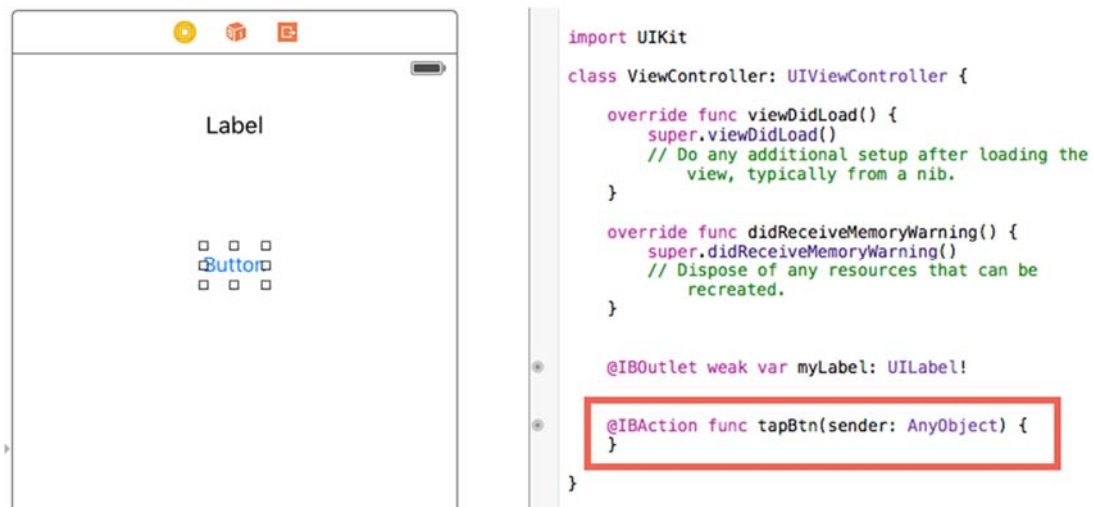 Label
Button
import UIKit
class ViewController: UIViewController {
override func viewDidLoad() {
super.viewDidLoad()
// Do any additional setup after loading the
view, typically from a nib.
}
override func didReceiveMemoryWarning() {
super.didReceiveMemoryWarning()
// Dispose of any resources that can be
recreated.
}
@IBOutlet weak var myLabel: UILabel!
@IBAction func tapBtn(sender: AnyObject) {
}
}